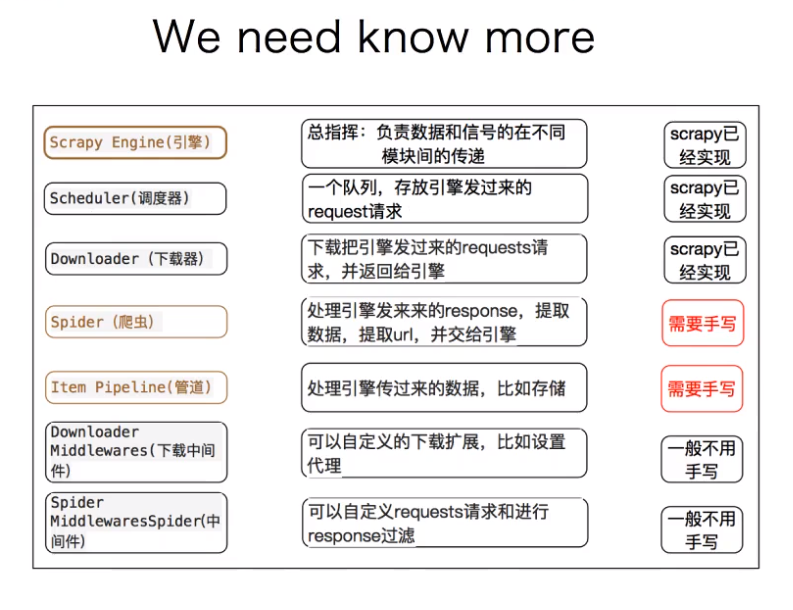 We need know more
Scrapy Engine(引擎)
总指挥：负责数据和信号的在不同
模块间的传递
scrapy已
经实现
Scheduler(调度器)
一个队列，存放引擎发过来的
request请求
scrapy已
经实现
Downloader（下载器）
下载把引擎发过来的requests请
求，并返回给引擎
scrapy已
经实现
Spider（爬虫）
处理引擎发来来的response，提取
数据，提取url，并交给引擎
需要手写
Item Pipeline(管道)
处理引擎传过来的数据，比如存储
需要手写
Downloader
Middlewares(下载中间
件)
可以自定义的下载扩展，比如设置
代理
一般不用
手写
Spider
MiddlewaresSpider(中
间件)
可以自定义requests请求和进行
response过滤
一般不用
手写